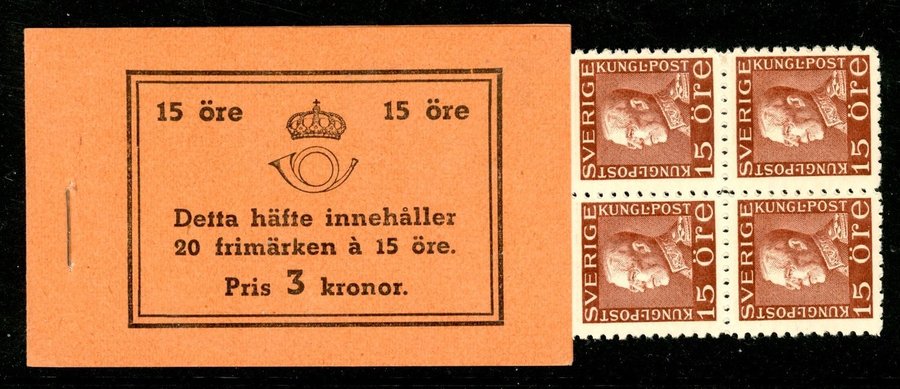 15 öre 15 öre
Detta häfte innehåller
20 frimärken à 15 öre.
Pris 3 kronor.
SVERIGE
KUNGL·POST
KUNGL·POST
15 öre
SVERIGE
KUNGL·POST
KUNGL·POST
15 öre
SVERIGE
KUNGL·POST
KUNGL·POST
15 öre
SVERIGE
KUNGL·POST
KUNGL·POST
15 öre